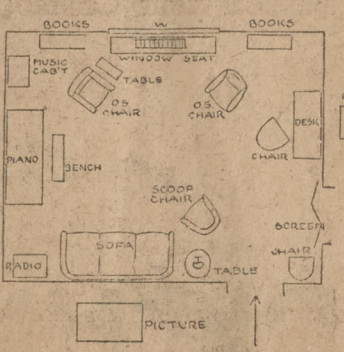 BOOKS
W
BOOKS
MUSIC
CAB'T
WINDOW SEAT
TABLE
O.S.
CHAIR
O.S.
CHAIR
DESK
CHAIR
PIANO
BENCH
SCOOP
CHAIR
SCREEN
SOFA
CHAIR
RADIO
TABLE
PICTURE